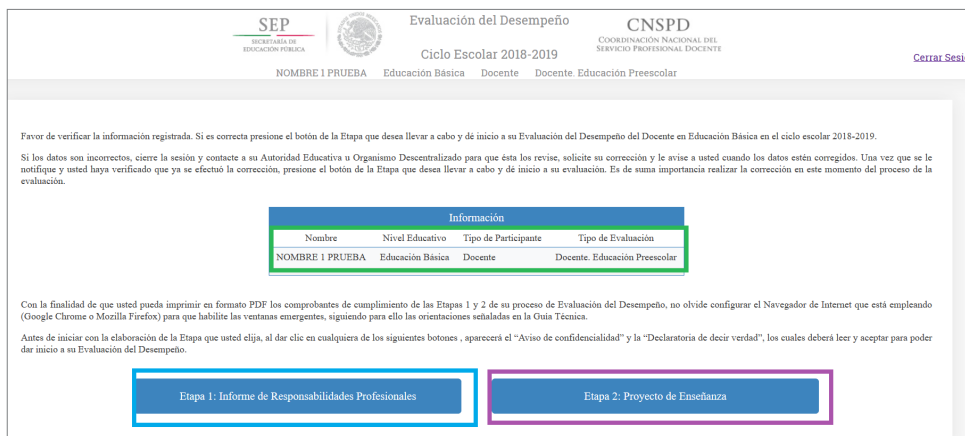 SEP
SECRETARÍA DE
EDUCACIÓN PÚBLICA
Evaluación del Desempeño
Ciclo Escolar 2018-2019
CNSPD
COORDINACIÓN NACIONAL DEL
SERVICIO PROFESIONAL DOCENTE
Cerrar Sesi
NOMBRE 1 PRUEBA Educación Básica Docente Docente. Educación Preescolar
Favor de verificar la información registrada. Si es correcta presione el botón de la Etapa que desea llevar a cabo y dé inicio a su Evaluación del Desempeño del Docente en Educación Básica en el ciclo escolar 2018-2019.
Si los datos son incorrectos, cierre la sesión y contacte a su Autoridad Educativa u Organismo Descentralizado para que ésta los revise, solicite su corrección y le avise a usted cuando los datos estén corregidos. Una vez que se le
notifique y usted haya verificado que ya se efectuó la corrección, presione el botón de la Etapa que desea llevar a cabo y dé inicio a su evaluación. Es de suma importancia realizar la corrección en este momento del proceso de la
evaluación.
Información
Nombre Nivel Educativo Tipo de Participante Tipo de Evaluación
NOMBRE 1 PRUEBA Educación Básica Docente Docente. Educación Preescolar
Con la finalidad de que usted pueda imprimir en formato PDF los comprobantes de cumplimiento de las Etapas 1 y 2 de su proceso de Evaluación del Desempeño, no olvide configurar el Navegador de Internet que está empleando
(Google Chrome o Mozilla Firefox) para que habilite las ventanas emergentes, siguiendo para ello las orientaciones señaladas en la Guía Técnica.
Antes de iniciar con la elaboración de la Etapa que usted elija, al dar clic en cualquiera de los siguientes botones , aparecerá el “Aviso de confidencialidad” y la “Declaratoria de decir verdad”, los cuales deberá leer y aceptar para poder
dar inicio a su Evaluación del Desempeño.
Etapa 1: Informe de Responsabilidades Profesionales
Etapa 2: Proyecto de Enseñanza